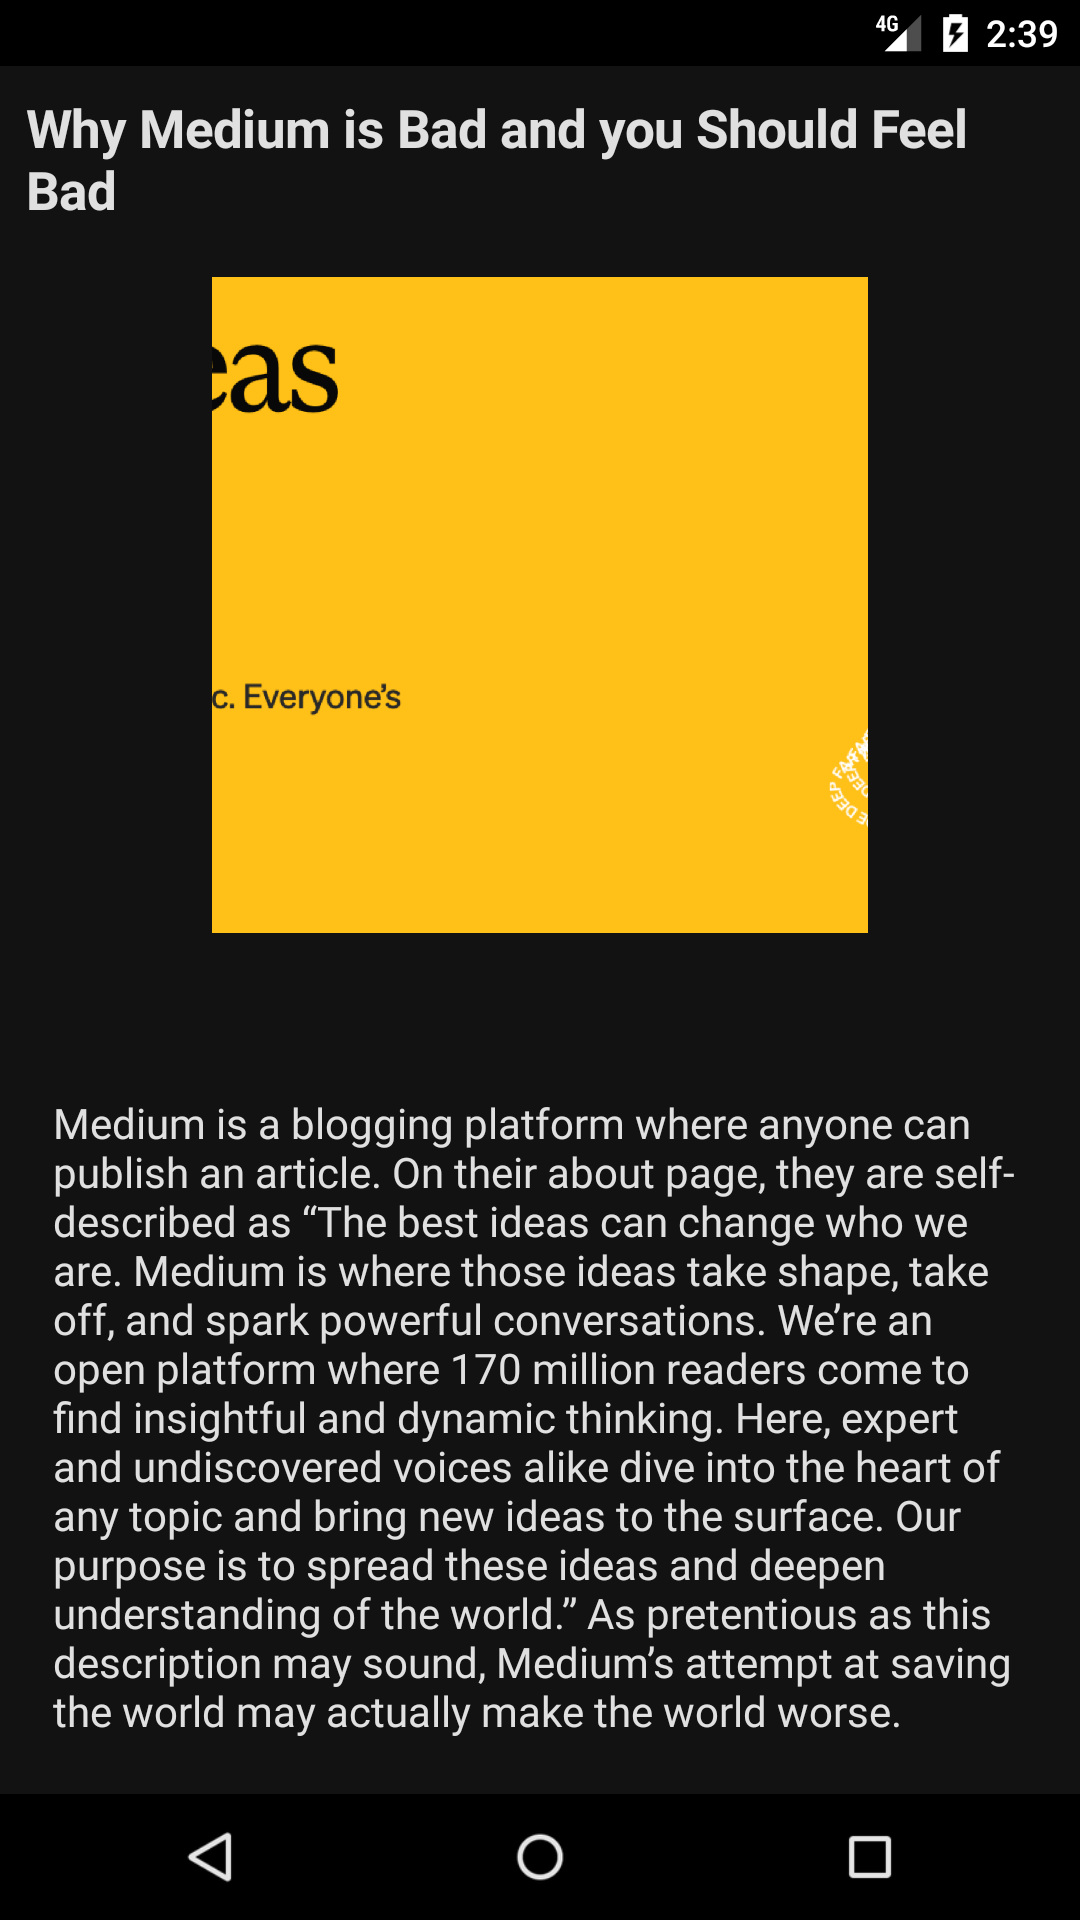 4G 2:39
Why Medium is Bad and you Should Feel
Bad
eas
c. Everyone’s
Medium is a blogging platform where anyone can
publish an article. On their about page, they are self-
described as “The best ideas can change who we
are. Medium is where those ideas take shape, take
off, and spark powerful conversations. We’re an
open platform where 170 million readers come to
find insightful and dynamic thinking. Here, expert
and undiscovered voices alike dive into the heart of
any topic and bring new ideas to the surface. Our
purpose is to spread these ideas and deepen
understanding of the world.” As pretentious as this
description may sound, Medium’s attempt at saving
the world may actually make the world worse.